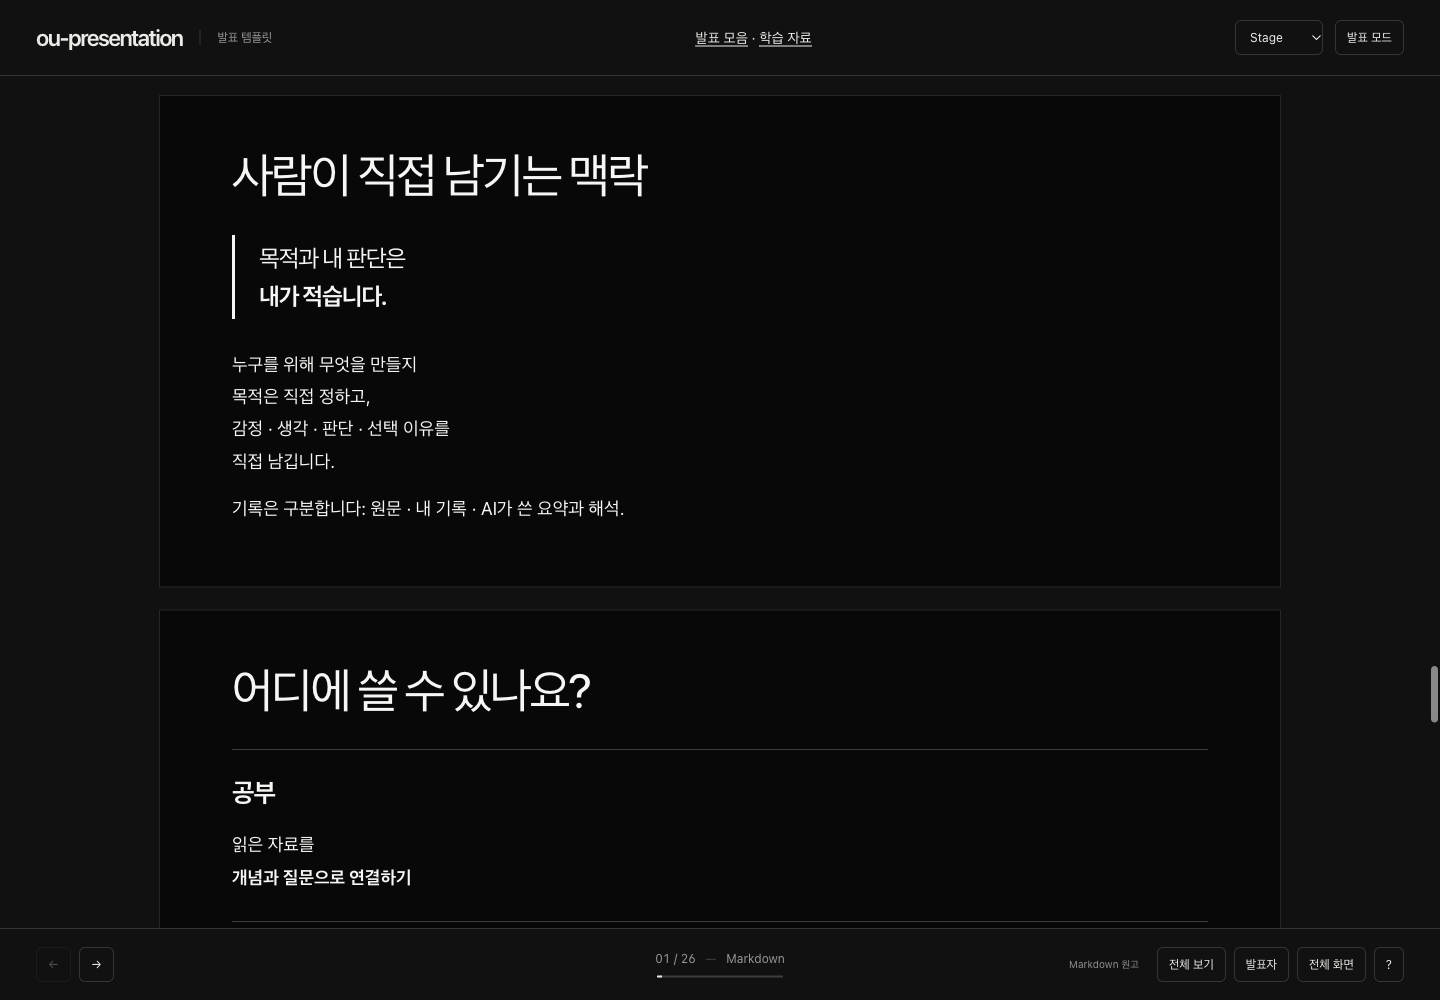 ou-presentation
발표 템플릿
발표 모음 · 학습 자료
Stage
발표 모드
사람이 직접 남기는 맥락
목적과 내 판단은
내가 적습니다.
누구를 위해 무엇을 만들지
목적은 직접 정하고,
감정 · 생각 · 판단 · 선택 이유를
직접 남깁니다.
기록은 구분합니다: 원문 · 내 기록 · AI가 쓴 요약과 해석.
어디에 쓸 수 있나요?
공부
읽은 자료를
개념과 질문으로 연결하기
←
→
01 / 26 — Markdown
Markdown 원고
전체 보기
발표자
전체 화면
?